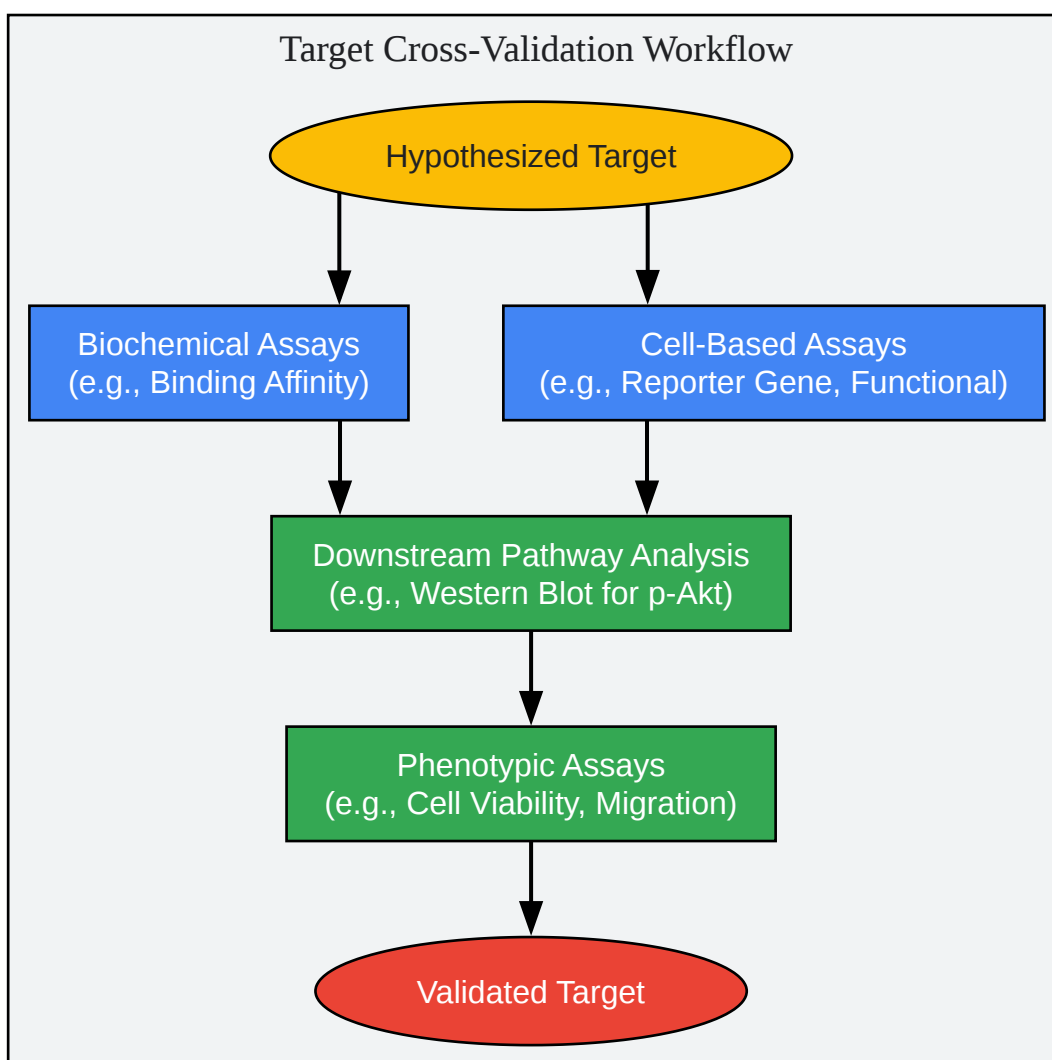 Target Cross-Validation Workflow
Hypothesized Target
Biochemical Assays
(e.g., Binding Affinity)
Cell-Based Assays
(e.g., Reporter Gene, Functional)
Downstream Pathway Analysis
(e.g., Western Blot for p-Akt)
Phenotypic Assays
(e.g., Cell Viability, Migration)
Validated Target